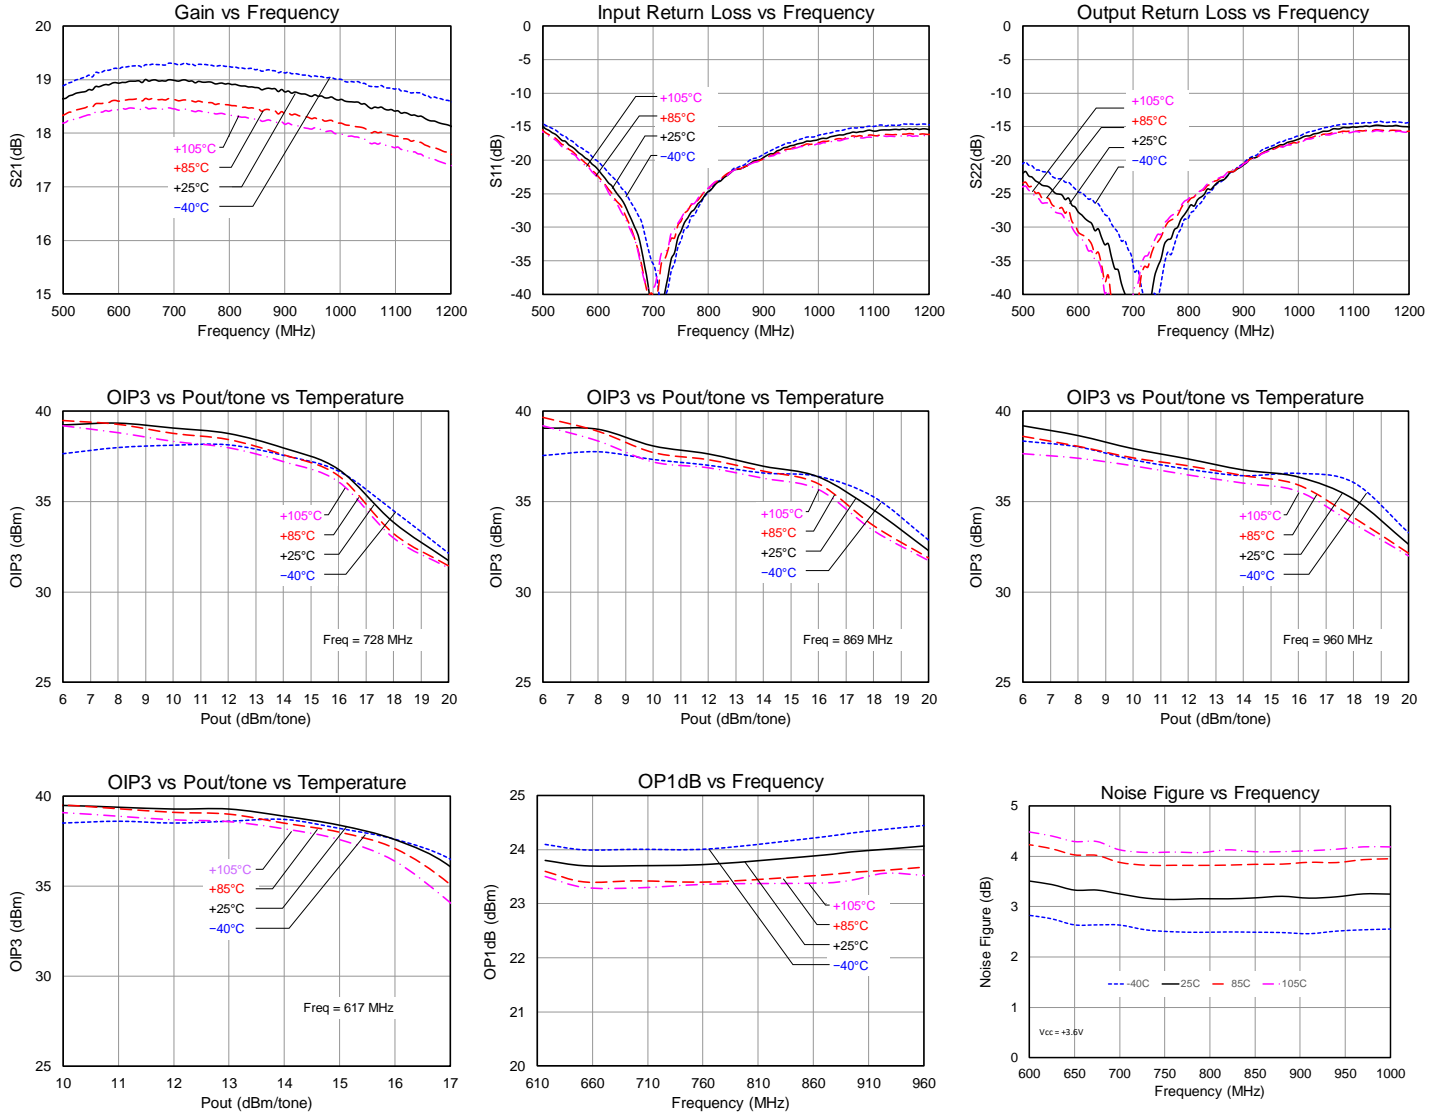 Gain vs Frequency
20
19
18
17
16
15
S21(dB)
+105°C
+85°C
+25°C
−40°C
500 600 700 800 900 1000 1200
Frequency (MHz)
Input Return Loss vs Frequency
0
-5
-10
-15
-20
-25
-30
-35
-40
S11(dB)
+105°C
+85°C
+25°C
−40°C
500 600 700 800 900 1000 1200
Frequency (MHz)
Output Return Loss vs Frequency
0
-5
-10
-15
-20
-25
-30
-35
-40
S22(dB)
+105°C
+85°C
+25°C
−40°C
500 600 700 800 900 1000 1200
Frequency (MHz)
OIP3 vs Pout/tone vs Temperature
40
35
30
25
OIP3 (dBm)
+105°C
+85°C
+25°C
−40°C
Freq = 728 MHz
6 7 8 9 10 11 12 13 14 15 16 17 18 19 20
Pout (dBm/tone)
OIP3 vs Pout/tone vs Temperature
40
35
30
25
OIP3 (dBm)
+105°C
+85°C
+25°C
−40°C
Freq = 869 MHz
6 7 8 9 10 11 12 13 14 15 16 17 18 19 20
Pout (dBm/tone)
OIP3 vs Pout/tone vs Temperature
40
35
30
25
OIP3 (dBm)
+105°C
+85°C
+25°C
−40°C
Freq = 960 MHz
6 7 8 9 10 11 12 13 14 15 16 17 18 19 20
Pout (dBm/tone)
OIP3 vs Pout/tone vs Temperature
40
35
30
25
OIP3 (dBm)
+105°C
+85°C
+25°C
−40°C
Freq = 617 MHz
10 11 12 13 14 15 16 17
Pout (dBm/tone)
OP1dB vs Frequency
25
24
23
22
21
20
OP1dB (dBm)
+105°C
+85°C
+25°C
−40°C
610 660 710 760 810 860 910 960
Frequency (MHz)
Noise Figure vs Frequency
5
4
3
2
1
0
Noise Figure (dB)
-40C 25C 85C 105C
Vcc = +3.6V
600 650 700 750 800 850 900 950 1000
Frequency (MHz)